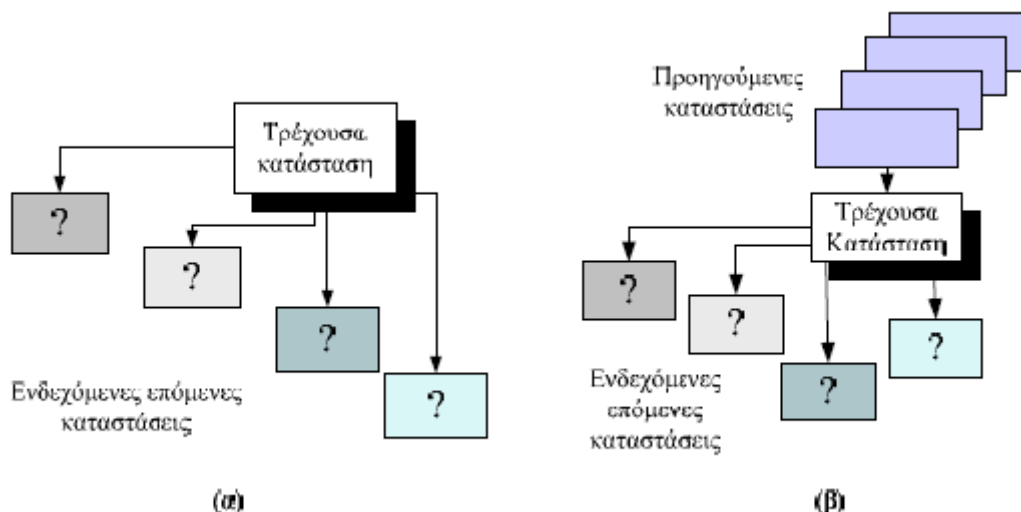 Τρέχουσα
κατάσταση
?
?
?
?
Ενδεχόμενες επόμενες
καταστάσεις
(α)
Προηγούμενες
καταστάσεις
Τρέχουσα
Κατάσταση
?
?
?
?
Ενδεχόμενες
επόμενες
καταστάσεις
(β)